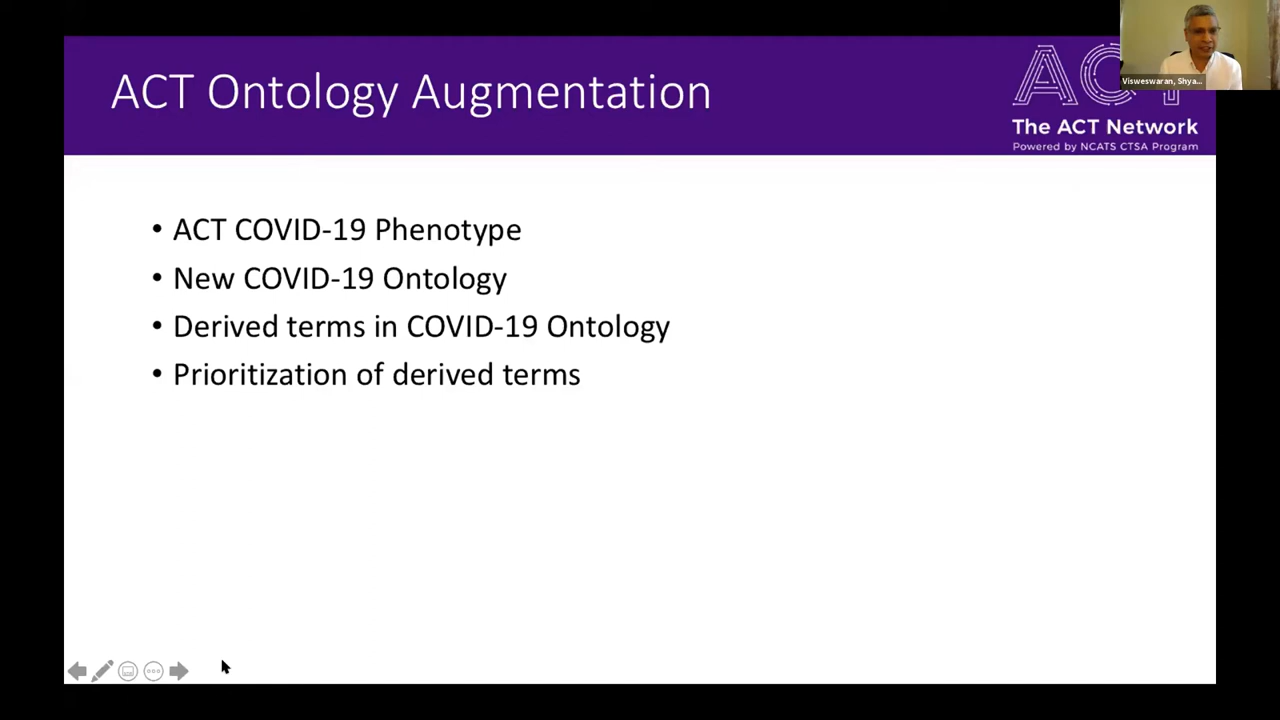 ACT Ontology Augmentation
ACT
The ACT Network
Powered by NCATS CTSA Program
Visweswaran, Shya...
• ACT COVID-19 Phenotype
• New COVID-19 Ontology
• Derived terms in COVID-19 Ontology
• Prioritization of derived terms